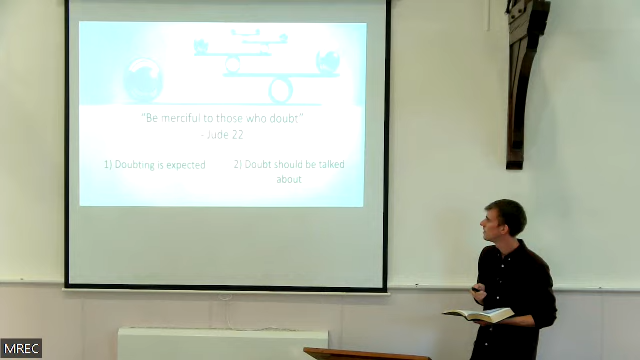 "Be merciful to those who doubt"
- Jude 22
1) Doubting is expected
2) Doubt should be talked
about
MREC